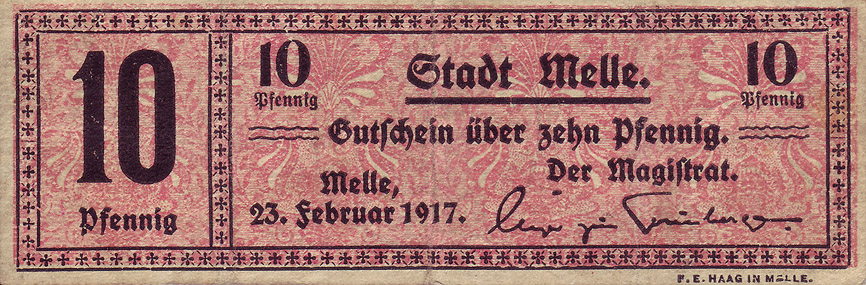 10
Pfennig
10
Pfennig
Stadt Melle.
10
Pfennig
Gutschein über zehn Pfennig.
Melle,
23. Februar 1917.
Der Magistrat.
F. E. HAAG IN MELLE.